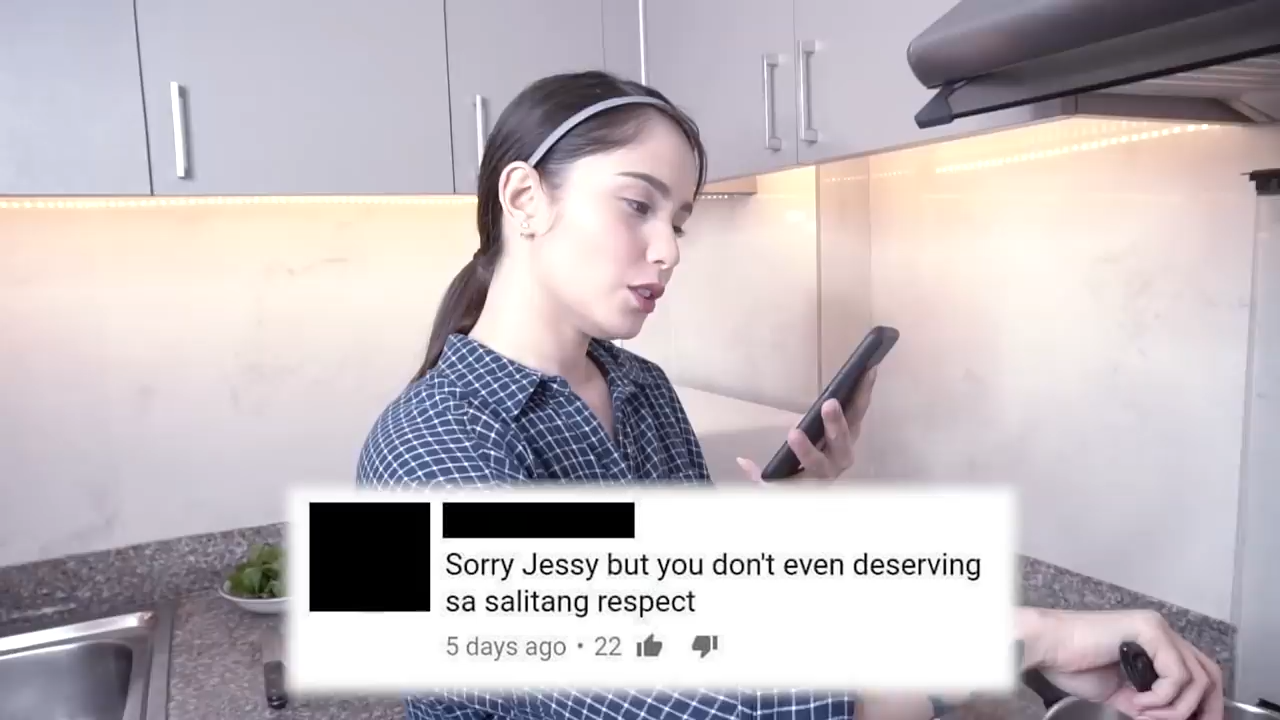 Sorry Jessy but you don't even deserving
sa salitang respect
5 days ago • 22